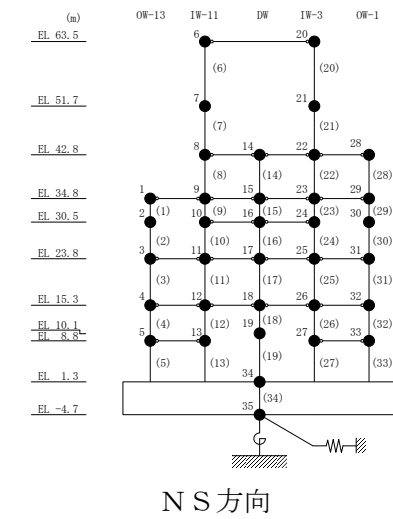 (m) OW-13 IW-11 DW IW-3 OW-1
EL 63.5 6 20
(6) (20)
EL 51.7 7 21
(7) (21)
EL 42.8 8 14 22 28
(8) (14) (22) (28)
EL 34.8 1 9 15 23 29
(1) (9) (15) (23) (29)
EL 30.5 2 10 16 24 30
(2) (10) (16) (24) (30)
EL 23.8 3 11 17 25 31
(3) (11) (17) (25) (31)
EL 15.3 4 12 18 26 32
(4) (12) (18) (26) (32)
EL 10.1 19
EL 8.8 5 13 27 33
(5) (13) (19) (27) (33)
EL 1.3 34
(34)
EL -4.7 35
NS方向